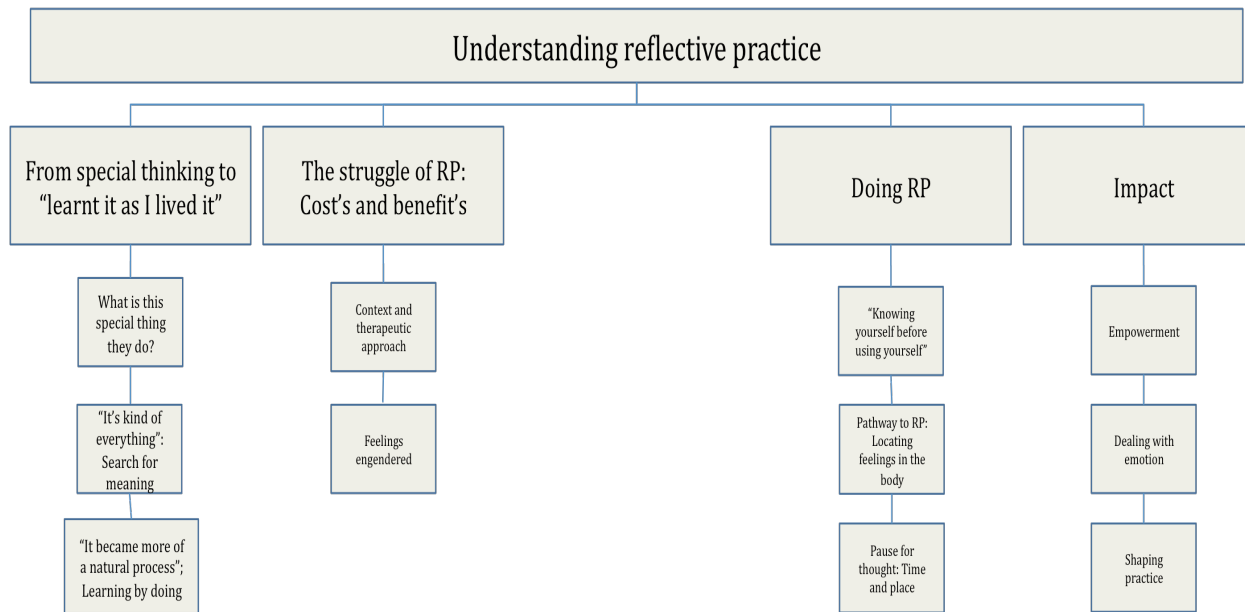 Understanding reflective practice
From special thinking to
“learnt it as I lived it”
The struggle of RP:
Cost's and benefit's
Doing RP
Impact
What is this
special thing
they do?
“It's kind of
everything”:
Search for
meaning
“It became more of
a natural process”;
Learning by doing
Context and
therapeutic
approach
Feelings
engendered
“Knowing
yourself before
using yourself”
Pathway to RP:
Locating
feelings in the
body
Pause for
thought: Time
and place
Empowerment
Dealing with
emotion
Shaping
practice